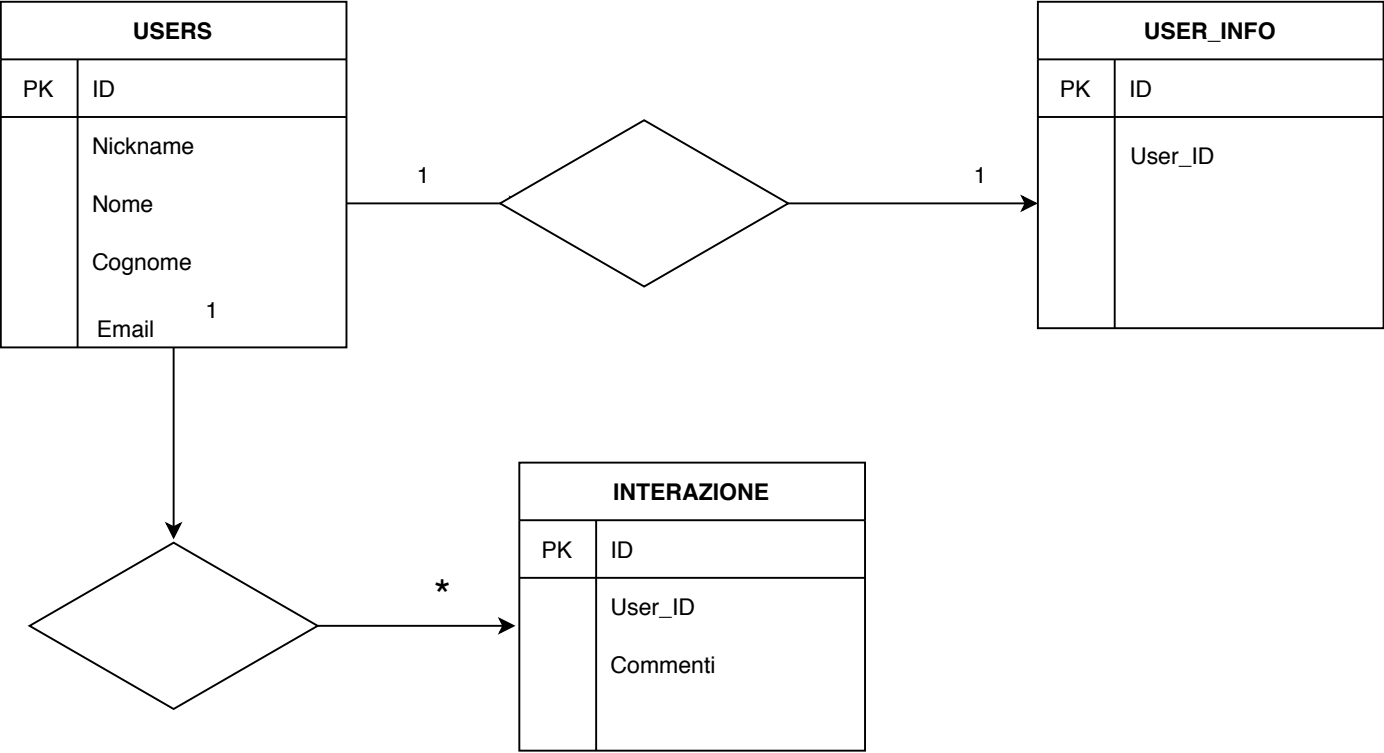 USERS
PK ID
Nickname
Nome
Cognome
Email
1
1
1
USER_INFO
PK ID
User_ID
*
INTERAZIONE
PK ID
User_ID
Commenti